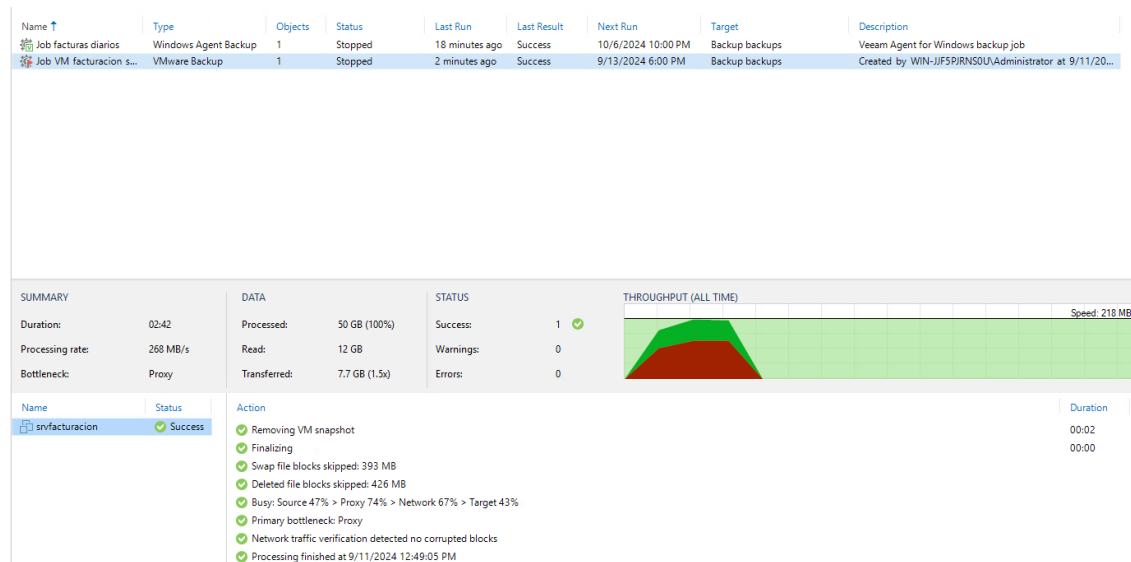 Name Type Objects Status Last Run Last Result Next Run Target Description
Job facturas diarios Windows Agent Backup 1 Stopped 18 minutes ago Success 10/6/2024 10:00 PM Backup backups Veeam Agent for Windows backup job
Job VM facturacion s... VMware Backup 1 Stopped 2 minutes ago Success 9/13/2024 6:00 PM Backup backups Created by WIN-JJF5PJRNS0U\Administrator at 9/11/20...
SUMMARY DATA STATUS THROUGHPUT (ALL TIME)
Speed: 218 MB
Duration: 02:42 Processed: 50 GB (100%) Success: 1
Processing rate: 268 MB/s Read: 12 GB Warnings: 0
Bottleneck: Proxy Transferred: 7.7 GB (1.5x) Errors: 0
Name Status Action Duration
srvfacturacion Success Removing VM snapshot 00:02
Finalizing 00:00
Swap file blocks skipped: 393 MB
Deleted file blocks skipped: 426 MB
Busy: Source 47% > Proxy 74% > Network 67% > Target 43%
Primary bottleneck: Proxy
Network traffic verification detected no corrupted blocks
Processing finished at 9/11/2024 12:49:05 PM